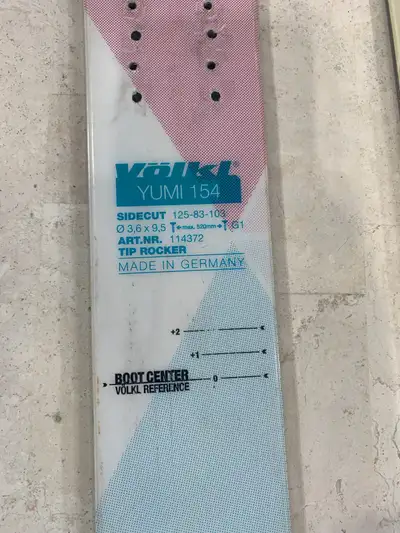 Völkl
YUMI 154
SIDECUT 125-83-103
Ø 3,6 x 9,5 max. 520mm G1
ART.NR. 114372
TIP ROCKER
MADE IN GERMANY
+2
+1
BOOT CENTER 0
VÖLKL REFERENCE